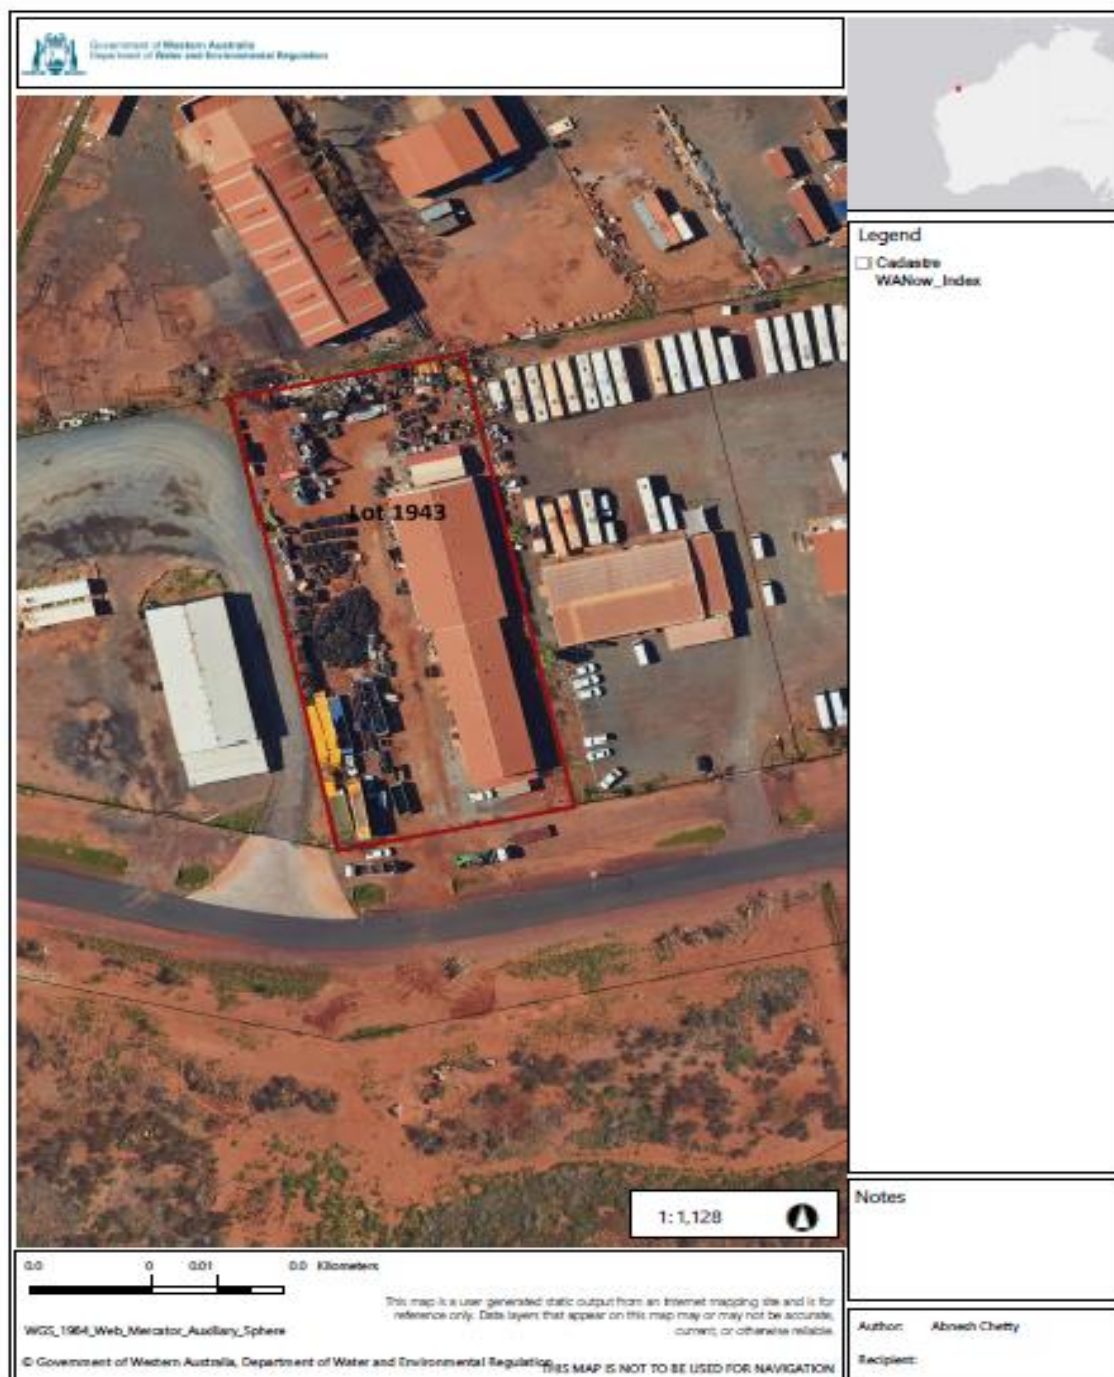 Government of Western Australia
Department of Water and Environmental Regulation
Legend
Cadastre
WANow_Index
Lot 1943
1: 1,128
Notes
0.0 0 0.01 0.0 Kilometers
This map is a user generated static output from an Internet mapping site and is for
reference only. Data layers that appear on this map may or may not be accurate,
current, or otherwise reliable.
WGS_1984_Web_Mercator_Auxiliary_Sphere
© Government of Western Australia, Department of Water and Environmental Regulation
THIS MAP IS NOT TO BE USED FOR NAVIGATION
Author: Abnesh Chetty
Recipient: